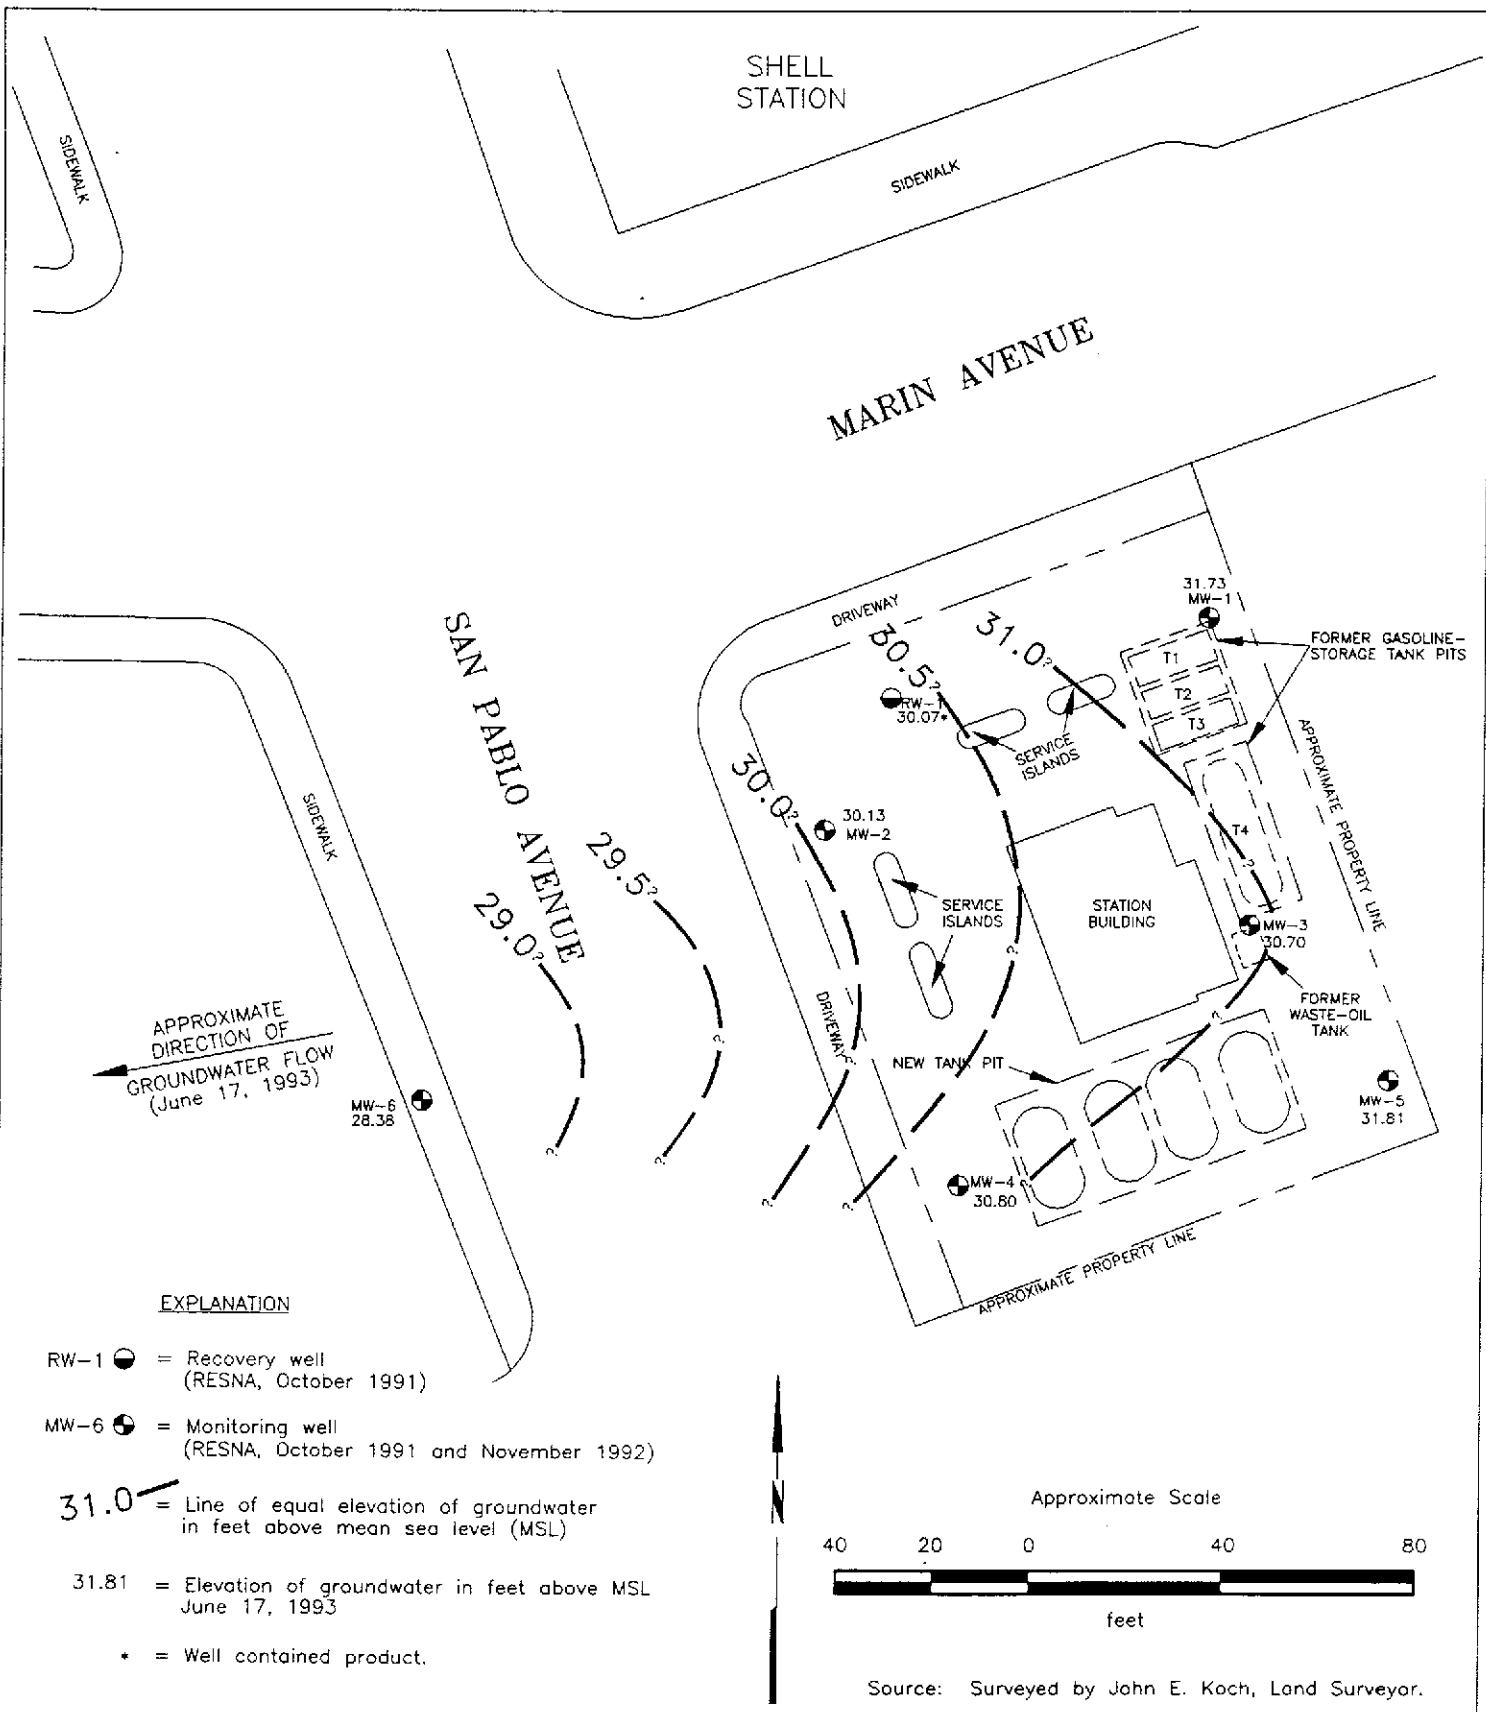 SHELL
STATION
SIDEWALK
SIDEWALK
MARIN AVENUE
SAN PABLO AVENUE
DRIVEWAY
31.73
MW-1
FORMER GASOLINE-
STORAGE TANK PITS
T1
T2
T3
T4
31.0?
30.5?
RW-1
30.07*
SERVICE
ISLANDS
30.0?
30.13
MW-2
29.5?
29.0?
SIDEWALK
SERVICE
ISLANDS
STATION
BUILDING
APPROXIMATE PROPERTY LINE
?
MW-3
30.70
?
FORMER
WASTE-OIL
TANK
DRIVEWAY
?
?
?
NEW TANK PIT
APPROXIMATE
DIRECTION OF
GROUNDWATER FLOW
(June 17, 1993)
MW-6
28.38
MW-5
31.81
?
?
?
?
?
MW-4
30.80
APPROXIMATE PROPERTY LINE
EXPLANATION
RW-1 = Recovery well
(RESNA, October 1991)
MW-6 = Monitoring well
(RESNA, October 1991 and November 1992)
31.0 = Line of equal elevation of groundwater
in feet above mean sea level (MSL)
31.81 = Elevation of groundwater in feet above MSL
June 17, 1993
* = Well contained product.
N
Approximate Scale
40 20 0 40 80
feet
Source: Surveyed by John E. Koch, Land Surveyor.